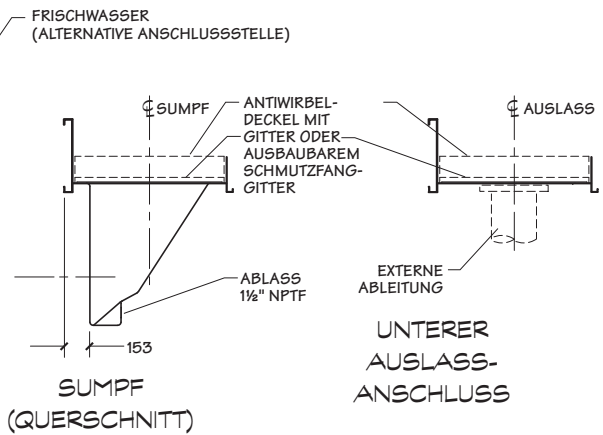 FRISCHWASSER
(ALTERNATIVE ANSCHLUSSSTELLE)
℄ SUMPF
ANTIWIRBEL-
DECKEL MIT
GITTER ODER
AUSBAUBAREM
SCHMUTZFANG-
GITTER
℄ AUSLASS
ABLASS
1½" NPTF
153
SUMPF
(QUERSCHNITT)
EXTERNE
ABLEITUNG
UNTERER
AUSLASS-
ANSCHLUSS